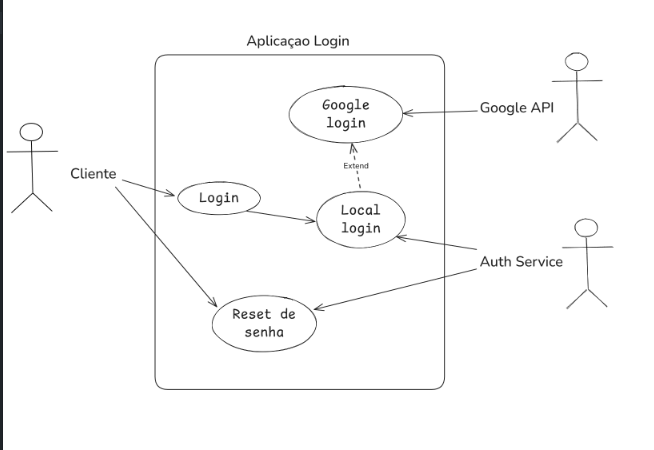 Aplicaçao Login
Google
login
Google API
Extend
Cliente
Login
Local
login
Auth Service
Reset de
senha